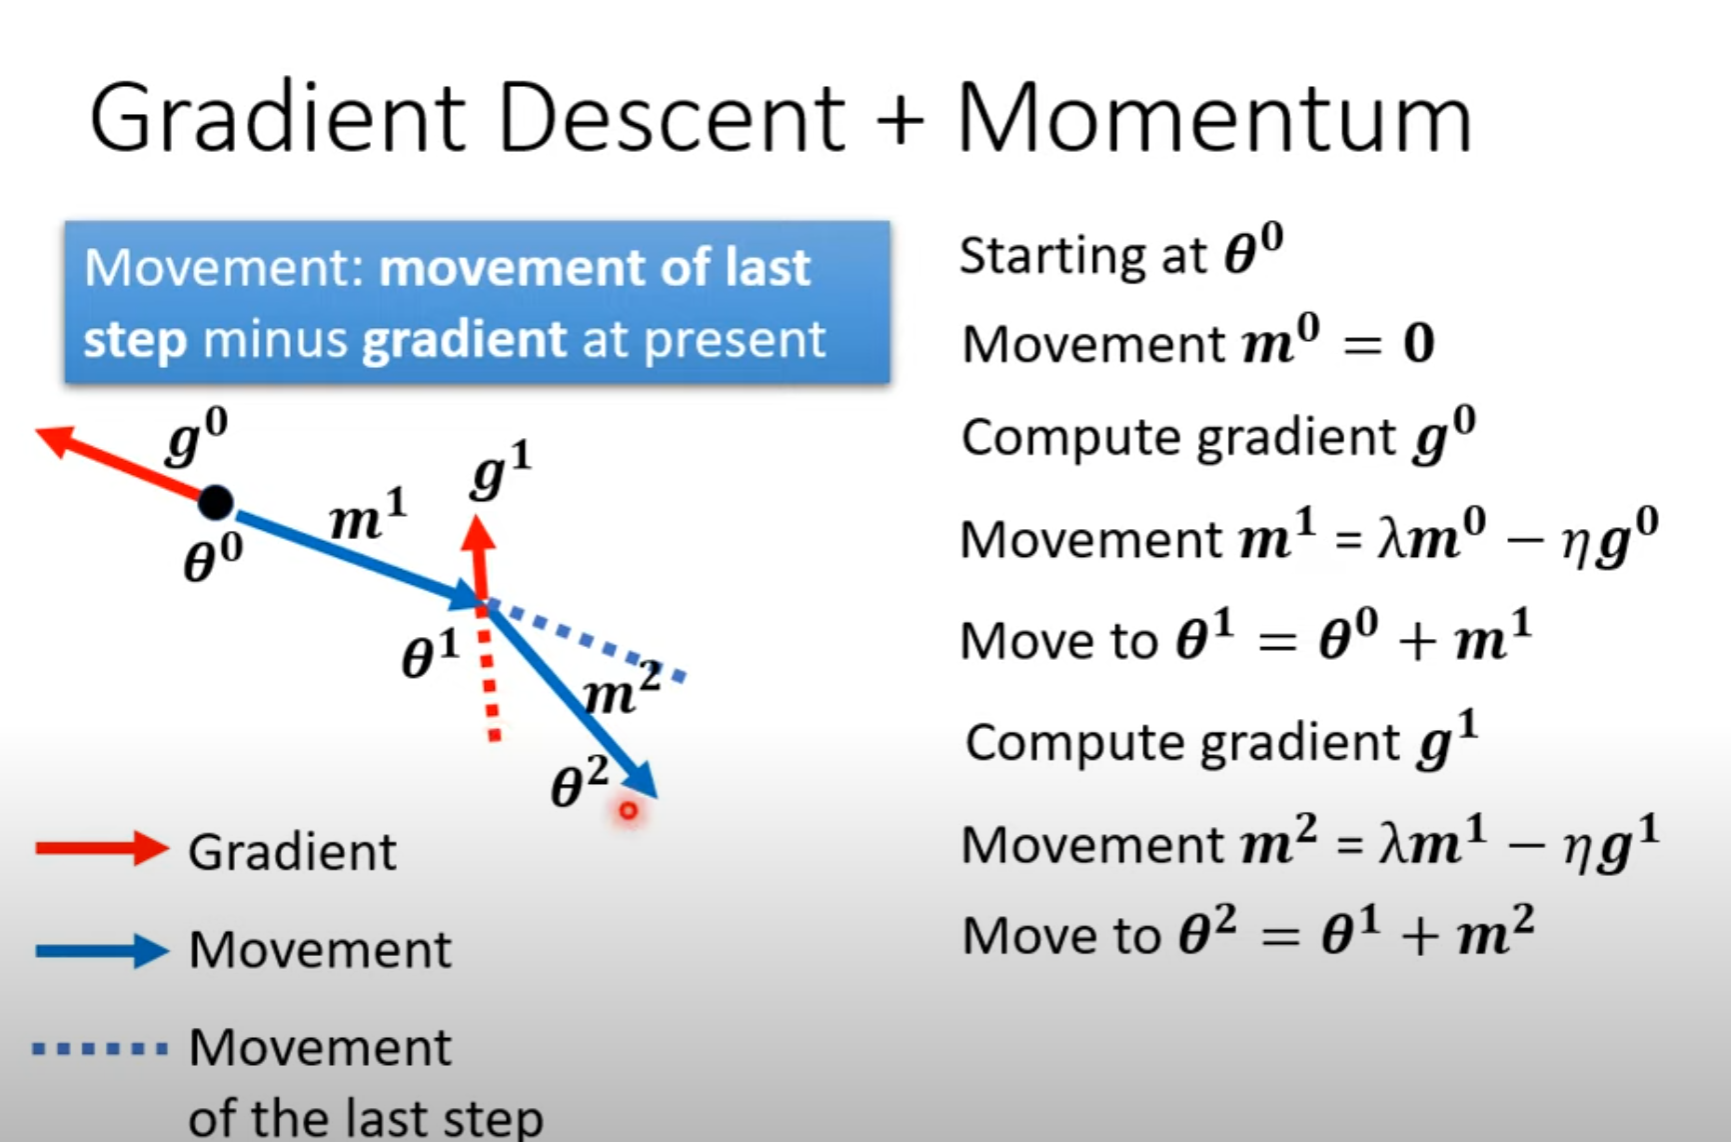 Gradient Descent + Momentum
Movement: movement of last
step minus gradient at present
g⁰
m¹
g¹
θ⁰
θ¹
m²
θ²
Gradient
Movement
Movement
of the last step
Starting at θ⁰
Movement m⁰ = 0
Compute gradient g⁰
Movement m¹ = λm⁰ − ηg⁰
Move to θ¹ = θ⁰ + m¹
Compute gradient g¹
Movement m² = λm¹ − ηg¹
Move to θ² = θ¹ + m²